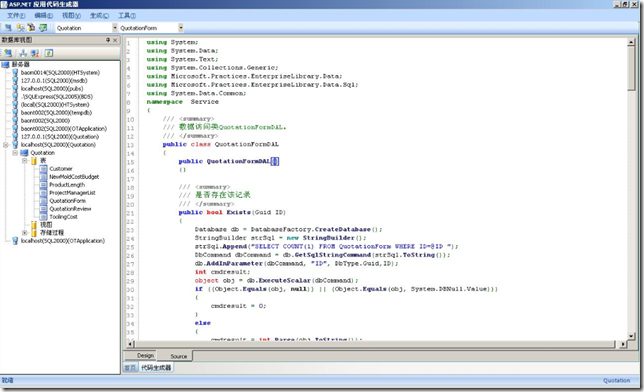 ASP.NET 应用代码生成器
文件(F) 编辑(E) 视图(V) 生成(C) 工具(T)
Quotation QuotationForm
数据库视图
服务器
baom0014(SQL2000)(HTSystem)
127.0.0.1(SQL2000)(msdb)
localhost(SQL2000)(pubs)
.\SQLExpress(SQL2005)(BDS)
(local)(SQL2000)(HTSystem)
baont002(SQL2000)(tempdb)
baont002(SQL2000)
baont002(SQL2000)(OTApplication)
127.0.0.1(SQL2000)(Quotation)
localhost(SQL2000)(Quotation)
Quotation
表
Customer
NewMoldCostBudget
ProductLength
ProjectManagerList
QuotationForm
QuotationReview
ToolingCost
视图
存储过程
localhost(SQL2000)(OTApplication)
1 using System;
2 using System.Data;
3 using System.Text;
4 using System.Collections.Generic;
5 using Microsoft.Practices.EnterpriseLibrary.Data;
6 using Microsoft.Practices.EnterpriseLibrary.Data.Sql;
7 using System.Data.Common;
8 namespace Service
9 {
10 /// <summary>
11 /// 数据访问类QuotationFormDAL.
12 /// </summary>
13 public class QuotationFormDAL
14 {
15 public QuotationFormDAL()
16 {}
17
18 /// <summary>
19 /// 是否存在该记录
20 /// </summary>
21 public bool Exists(Guid ID)
22 {
23 Database db = DatabaseFactory.CreateDatabase();
24 StringBuilder strSql = new StringBuilder();
25 strSql.Append("SELECT COUNT(1) FROM QuotationForm WHERE ID=@ID ");
26 DbCommand dbCommand = db.GetSqlStringCommand(strSql.ToString());
27 db.AddInParameter(dbCommand, "ID", DbType.Guid,ID);
28 int cmdresult;
29 object obj = db.ExecuteScalar(dbCommand);
30 if ((Object.Equals(obj, null)) || (Object.Equals(obj, System.DBNull.Value)))
31 {
32 cmdresult = 0;
33 }
34 else
35 {
cmdresult = int.Parse(obj.ToString());
Design Source
首页 代码生成器
就绪 Quotation